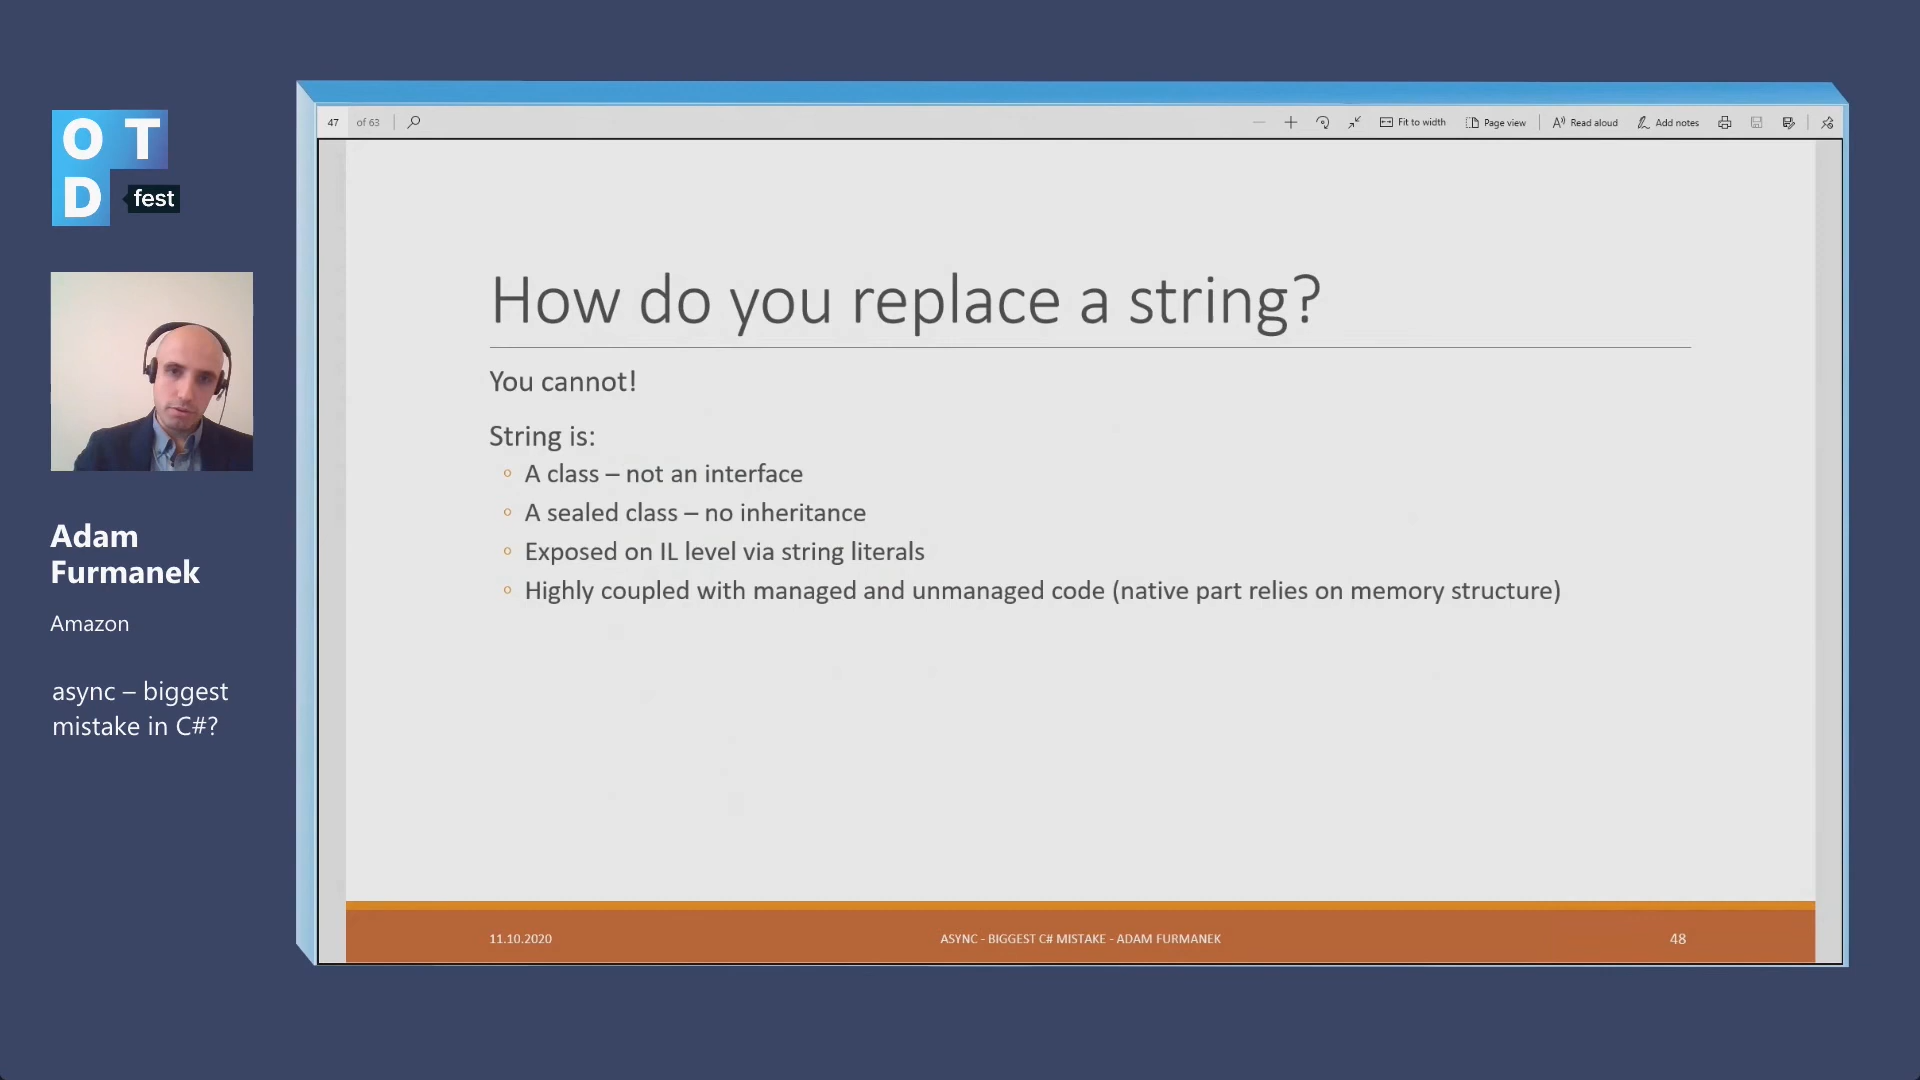 O T
D fest
Adam
Furmanek
Amazon
async – biggest
mistake in C#?
47 of 63 Fit to width Page view Read aloud Add notes
How do you replace a string?
You cannot!
String is:
A class – not an interface
A sealed class – no inheritance
Exposed on IL level via string literals
Highly coupled with managed and unmanaged code (native part relies on memory structure)
11.10.2020 ASYNC - BIGGEST C# MISTAKE - ADAM FURMANEK 48